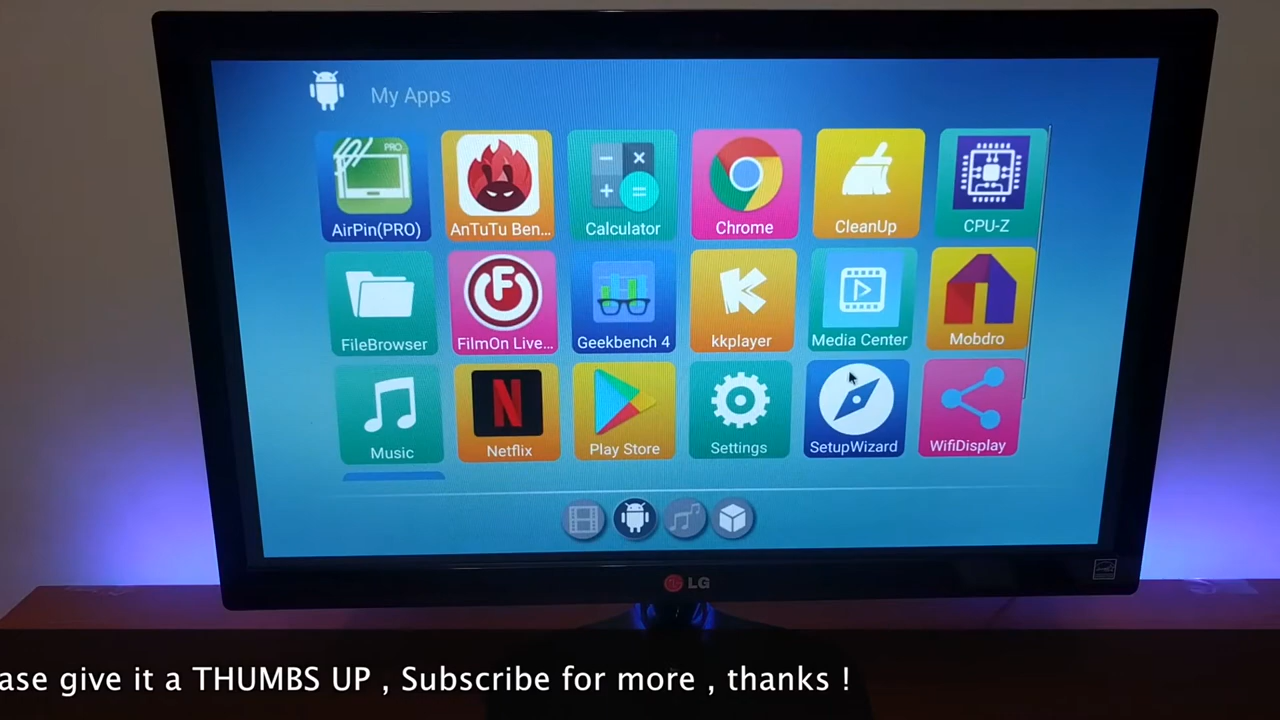 My Apps
PRO
AirPin(PRO) AnTuTu Ben... Calculator Chrome CleanUp CPU-Z
FileBrowser FilmOn Live... Geekbench 4 kkplayer Media Center Mobdro
Music Netflix Play Store Settings SetupWizard WifiDisplay
LG
ase give it a THUMBS UP , Subscribe for more , thanks !